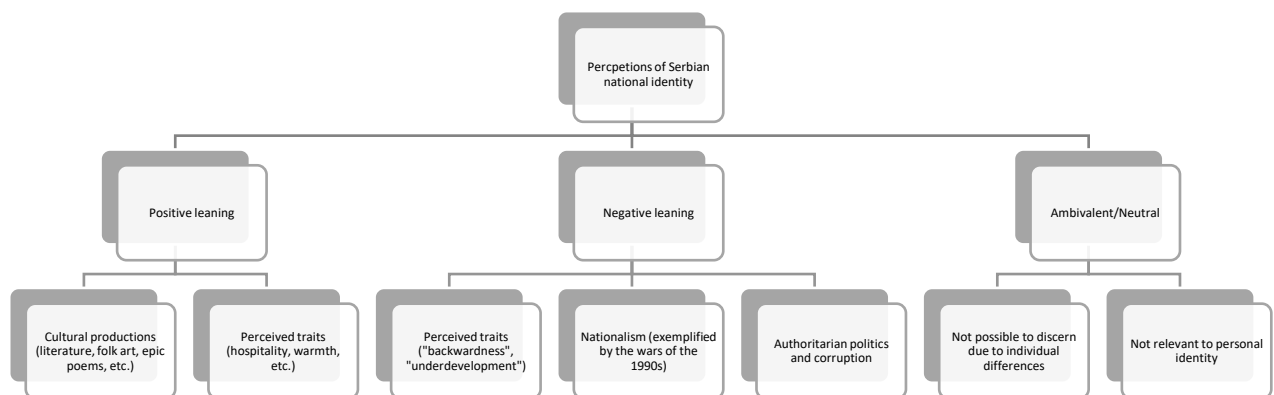 Percpetions of Serbian
national identity
Positive leaning
Negative leaning
Ambivalent/Neutral
Cultural productions
(literature, folk art, epic
poems, etc.)
Perceived traits
(hospitality, warmth,
etc.)
Perceived traits
("backwardness",
"underdevelopment")
Nationalism (exemplified
by the wars of the
1990s)
Authoritarian politics
and corruption
Not possible to discern
due to individual
differences
Not relevant to personal
identity